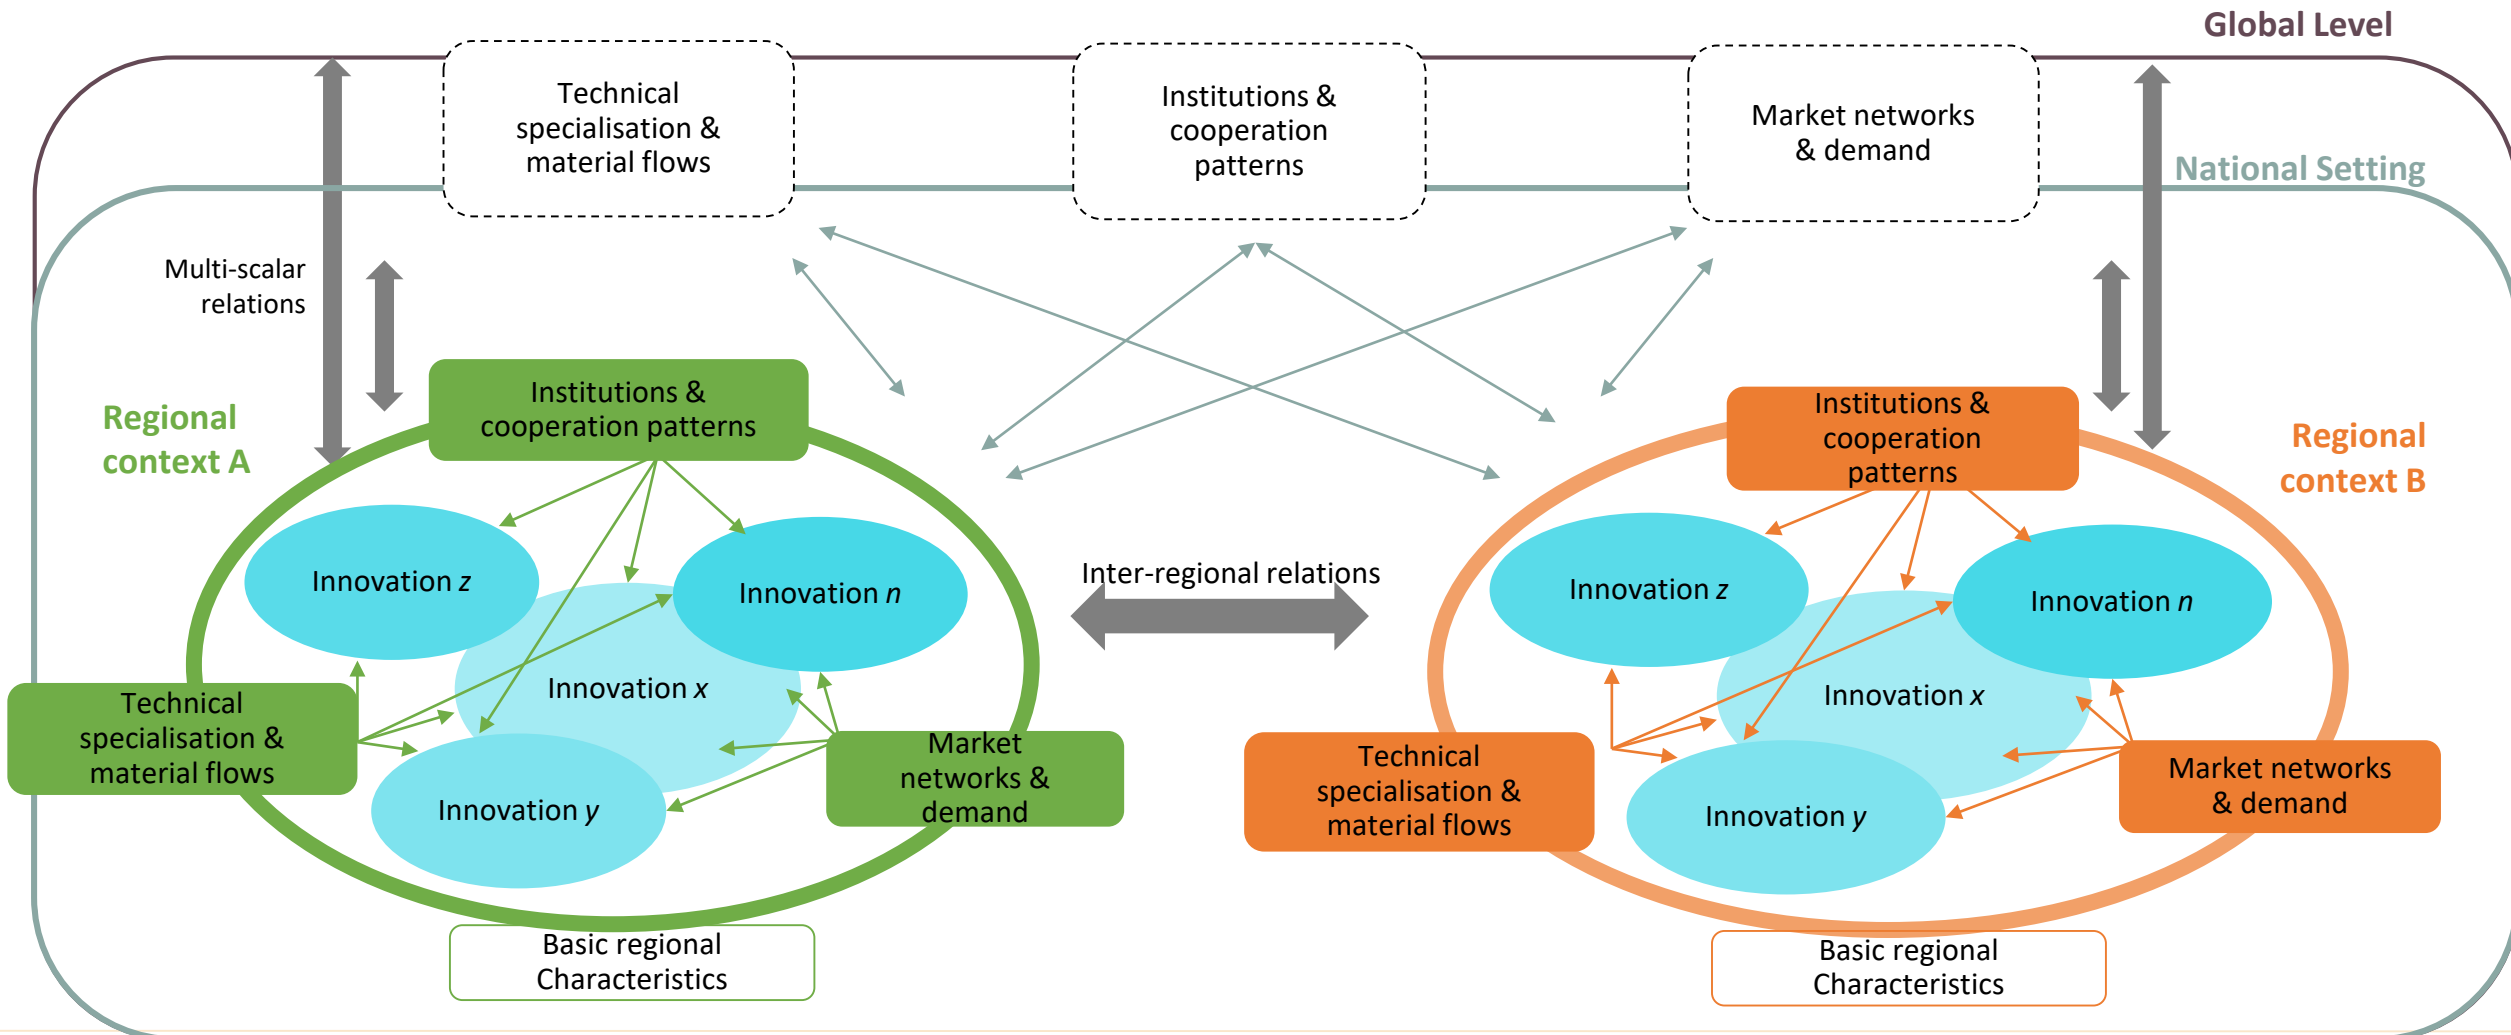 Global Level
Technical
specialisation &
material flows
Institutions &
cooperation
patterns
Market networks
& demand
National Setting
Multi-scalar
relations
Regional
context A
Institutions &
cooperation patterns
Innovation z
Innovation n
Innovation x
Innovation y
Technical
specialisation &
material flows
Market
networks &
demand
Basic regional
Characteristics
Inter-regional relations
Regional
context B
Institutions &
cooperation
patterns
Innovation z
Innovation n
Innovation x
Innovation y
Technical
specialisation &
material flows
Market networks
& demand
Basic regional
Characteristics